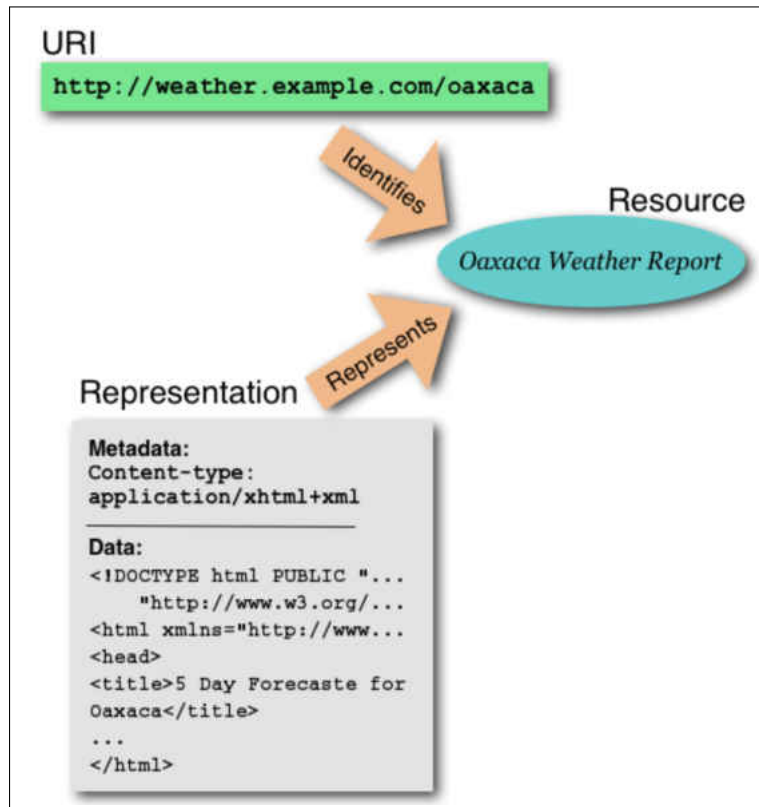 URI
http://weather.example.com/oaxaca
Identifies
Resource
Oaxaca Weather Report
Represents
Representation
Metadata:
Content-type:
application/xhtml+xml
Data:
<!DOCTYPE html PUBLIC "...
"http://www.w3.org/...
<html xmlns="http://www...
<head>
<title>5 Day Forecaste for
Oaxaca</title>
...
</html>